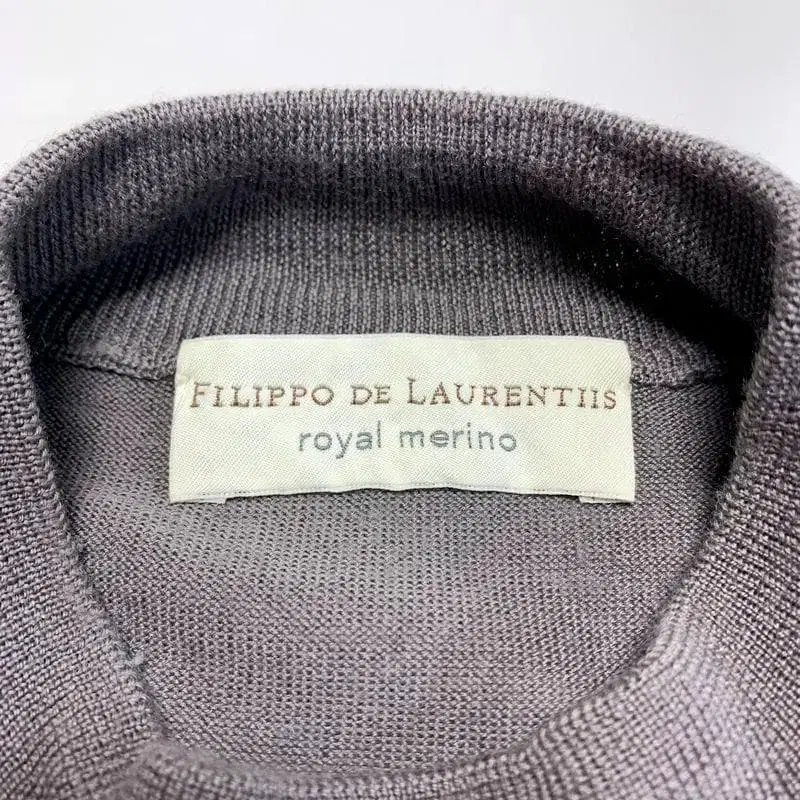 FILIPPO DE LAURENTIIS
royal merino